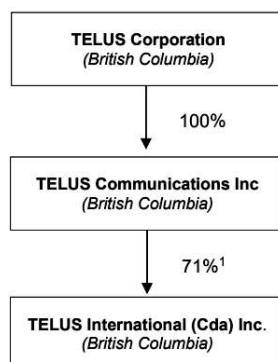 TELUS Corporation
(British Columbia)
100%
TELUS Communications Inc
(British Columbia)
71%¹
TELUS International (Cda) Inc.
(British Columbia)